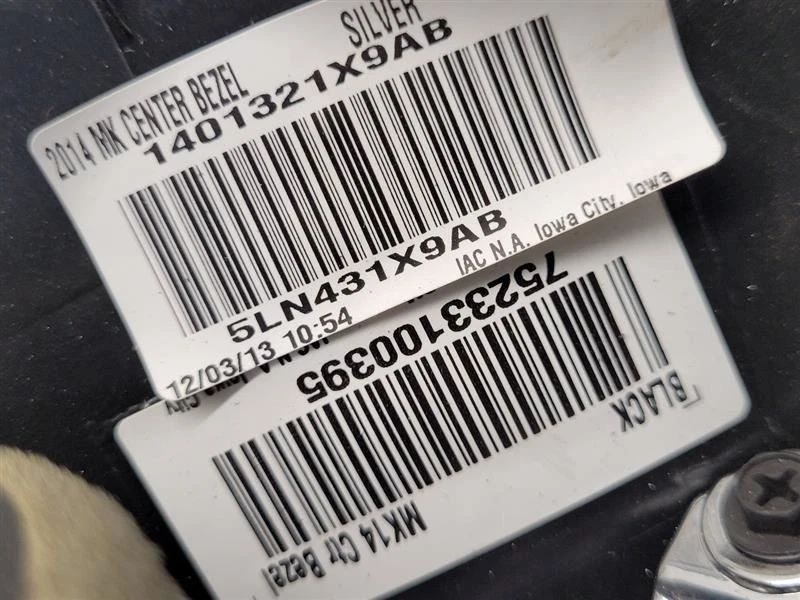 SILVER
2014 MK CENTER BEZEL
1401321X9AB
5LN431X9AB
IAC N.A. Iowa City, Iowa
12/03/13 10:54
75233100395
BLACK
MK14 Ctr Bezel